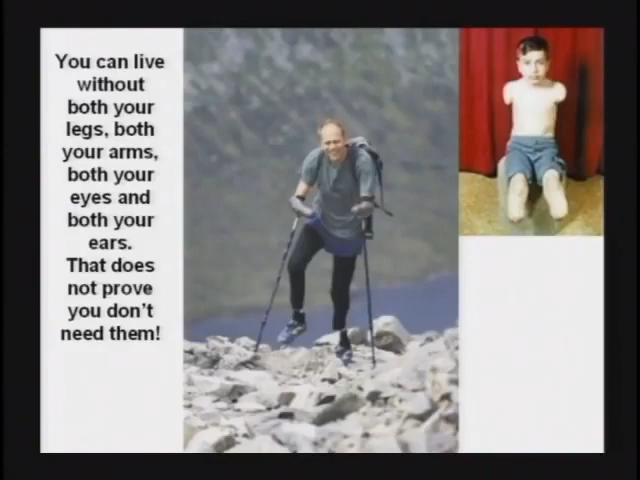 You can live
without
both your
legs, both
your arms,
both your
eyes and
both your
ears.
That does
not prove
you don't
need them!